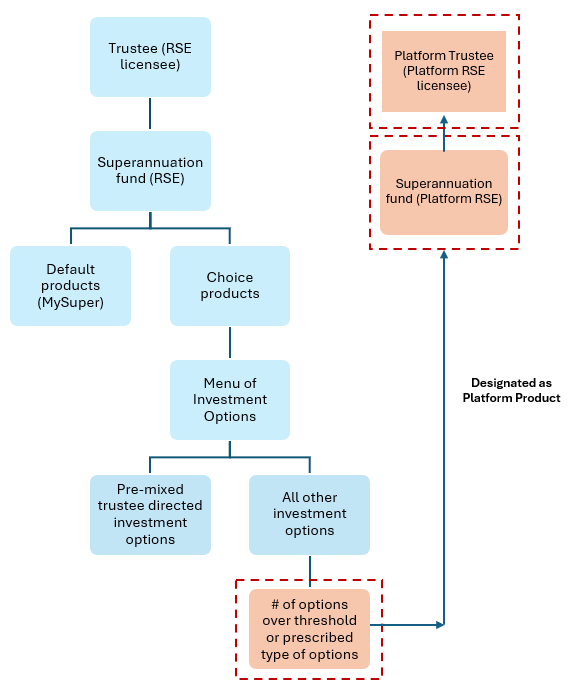 Trustee (RSE
licensee)
Superannuation
fund (RSE)
Default
products
(MySuper)
Choice
products
Menu of
Investment
Options
Pre-mixed
trustee directed
investment
options
All other
investment
options
# of options
over threshold
or prescribed
type of options
Platform Trustee
(Platform RSE
licensee)
Superannuation
fund (Platform RSE)
Designated as
Platform Product